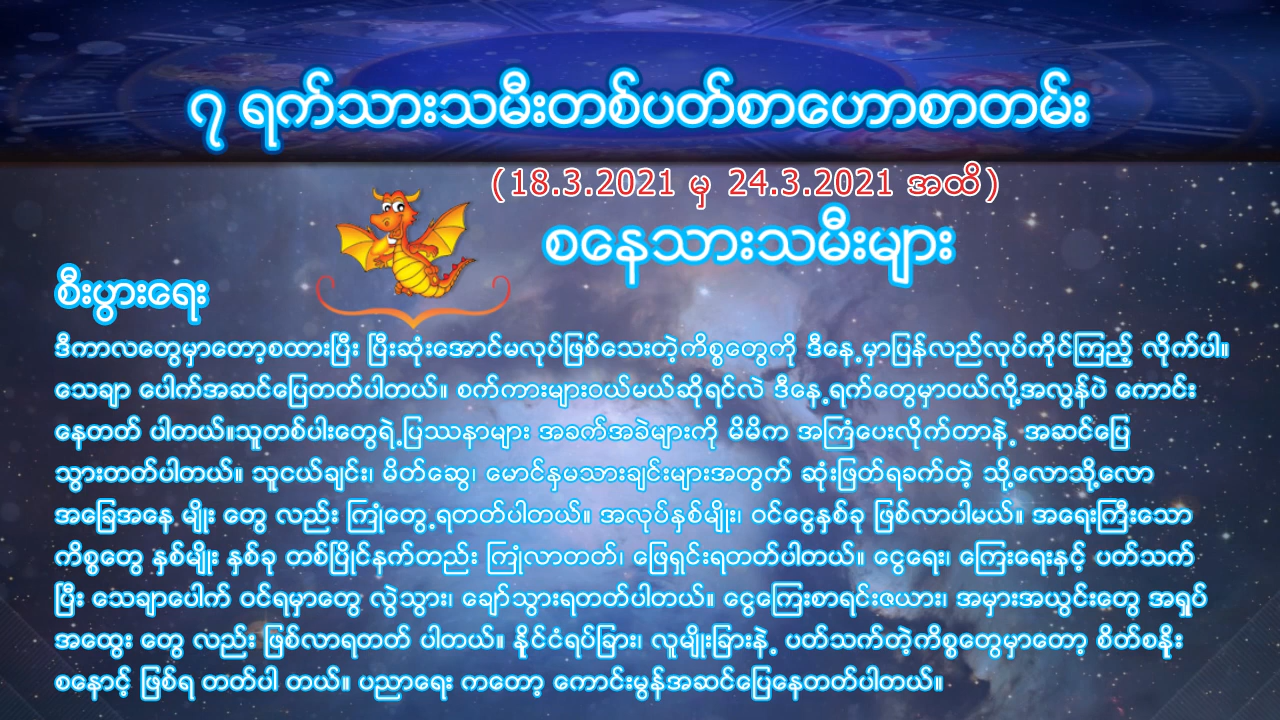 ၇ ရက်သားသမီးတစ်ပတ်စာဟောစာတမ်း
(18.3.2021 မှ 24.3.2021 အထိ)
စနေသားသမီးများ
စီးပွားရေး
ဒီကာလတွေမှာတော့စထားပြီး ပြီးဆုံးအောင်မလုပ်ဖြစ်သေးတဲ့ကိစ္စတွေကို ဒီနေ့မှာပြန်လည်လုပ်ကိုင်ကြည့် လိုက်ပါ။
သေချာ ပေါက်အဆင်ပြေတတ်ပါတယ်။ စက်ကားများဝယ်မယ်ဆိုရင်လဲ ဒီနေ့ရက်တွေမှာဝယ်လို့အလွန်ပဲ ကောင်း
နေတတ် ပါတယ်။သူတစ်ပါးတွေရဲ့ပြဿနာများ အခက်အခဲများကို မိမိက အကြံပေးလိုက်တာနဲ့ အဆင်ပြေ
သွားတတ်ပါတယ်။ သူငယ်ချင်း၊ မိတ်ဆွေ၊ မောင်နှမသားချင်းများအတွက် ဆုံးဖြတ်ရခက်တဲ့ သို့လောသို့လော
အခြေအနေ မျိုး တွေ လည်း ကြုံတွေ့ရတတ်ပါတယ်။ အလုပ်နှစ်မျိုး၊ ဝင်ငွေနှစ်ခု ဖြစ်လာပါမယ်။ အရေးကြီးသော
ကိစ္စတွေ နှစ်မျိုး နှစ်ခု တစ်ပြိုင်နက်တည်း ကြုံလာတတ်၊ ဖြေရှင်းရတတ်ပါတယ်။ ငွေရေး၊ ကြေးရေးနှင့် ပတ်သက်
ပြီး သေချာပေါက် ဝင်ရမှာတွေ လွဲသွား၊ ချော်သွားရတတ်ပါတယ်။ ငွေကြေးစာရင်းဇယား၊ အမှားအယွင်းတွေ အရှုပ်
အထွေး တွေ လည်း ဖြစ်လာရတတ် ပါတယ်။ နိုင်ငံရပ်ခြား၊ လူမျိုးခြားနဲ့ ပတ်သက်တဲ့ကိစ္စတွေမှာတော့ စိတ်စနိုး
စနောင့် ဖြစ်ရ တတ်ပါ တယ်။ ပညာရေး ကတော့ ကောင်းမွန်အဆင်ပြေနေတတ်ပါတယ်။